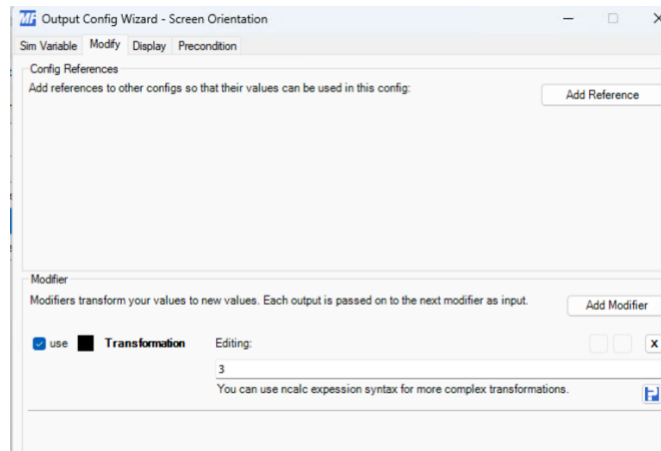 MF Output Config Wizard - Screen Orientation
Sim Variable Modify Display Precondition
Config References
Add references to other configs so that their values can be used in this config:
Add Reference
Modifier
Modifiers transform your values to new values. Each output is passed on to the next modifier as input.
Add Modifier
use Transformation Editing:
X
3
You can use ncalc expession syntax for more complex transformations.